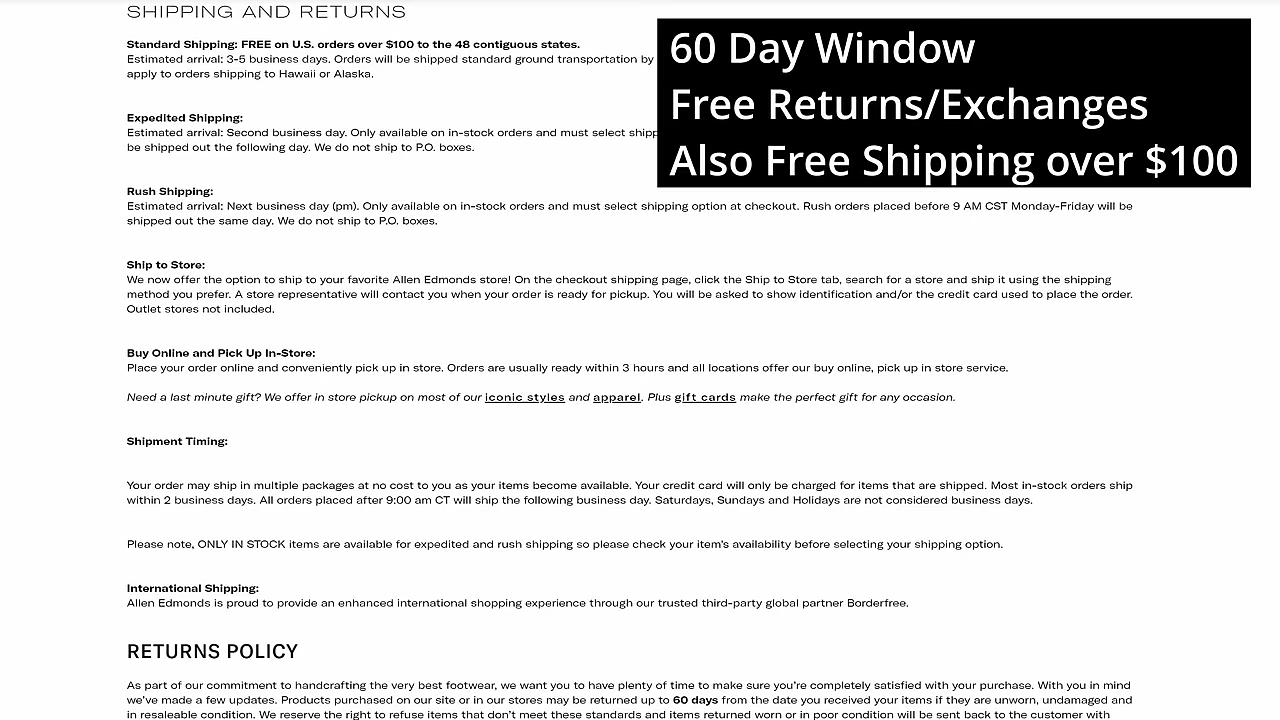 SHIPPING AND RETURNS
60 Day Window
Free Returns/Exchanges
Also Free Shipping over $100
Standard Shipping: FREE on U.S. orders over $100 to the 48 contiguous states.
Estimated arrival: 3-5 business days. Orders will be shipped standard ground transportation by
apply to orders shipping to Hawaii or Alaska.
Expedited Shipping:
Estimated arrival: Second business day. Only available on in-stock orders and must select
be shipped out the following day. We do not ship to P.O. boxes.
Rush Shipping:
Estimated arrival: Next business day (pm). Only available on in-stock orders and must select shipping option at checkout. Rush orders placed before 9 AM CST Monday-Friday will be
shipped out the same day. We do not ship to P.O. boxes.
Ship to Store:
We now offer the option to ship to your favorite Allen Edmonds store! On the checkout shipping page, click the Ship to Store tab, search for a store and ship it using the shipping
method you prefer. A store representative will contact you when your order is ready for pickup. You will be asked to show identification and/or the credit card used to place the order.
Outlet stores not included.
Buy Online and Pick Up In-Store:
Place your order online and conveniently pick up in store. Orders are usually ready within 3 hours and all locations offer our buy online, pick up in store service.
Need a last minute gift? We offer in store pickup on most of our iconic styles and apparel. Plus gift cards make the perfect gift for any occasion.
Shipment Timing:
Your order may ship in multiple packages at no cost to you as your items become available. Your credit card will only be charged for items that are shipped. Most in-stock orders ship
within 2 business days. All orders placed after 9:00 am CT will ship the following business day. Saturdays, Sundays and Holidays are not considered business days.
Please note, ONLY IN STOCK items are available for expedited and rush shipping so please check your item's availability before selecting your shipping option.
International Shipping:
Allen Edmonds is proud to provide an enhanced international shopping experience through our trusted third-party global partner Borderfree.
RETURNS POLICY
As part of our commitment to handcrafting the very best footwear, we want you to have plenty of time to make sure you're completely satisfied with your purchase. With you in mind
we've made a few updates. Products purchased on our site or in our stores may be returned up to 60 days from the date you received your items if they are unworn, undamaged and
in resaleable condition. We reserve the right to refuse items that don't meet these standards and items returned worn or in poor condition will be sent back to the customer with